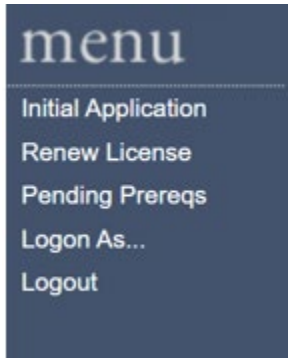 menu
Initial Application
Renew License
Pending Prereqs
Logon As...
Logout